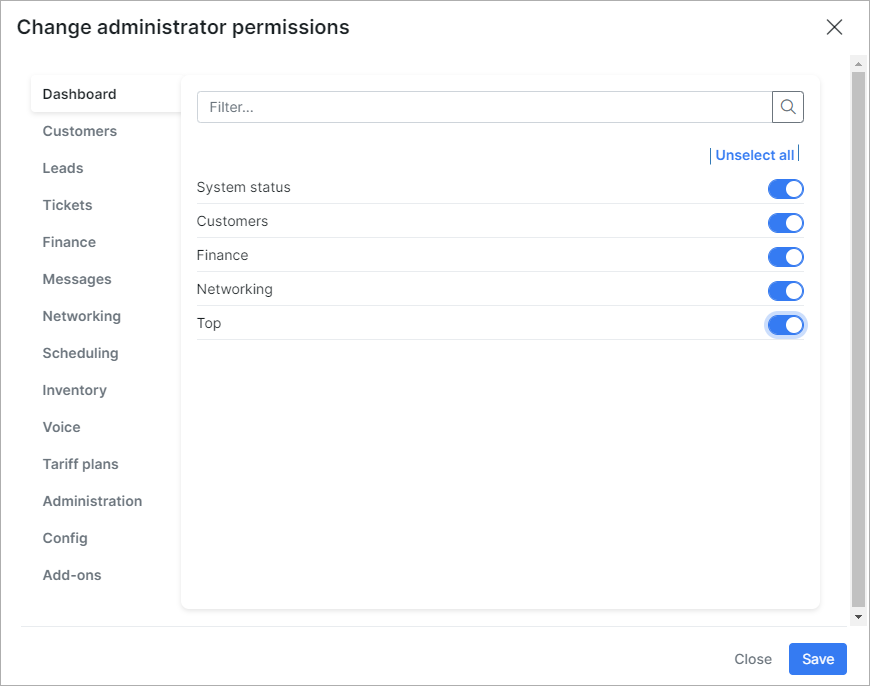 Change administrator permissions
Dashboard
Customers
Leads
Tickets
Finance
Messages
Networking
Scheduling
Inventory
Voice
Tariff plans
Administration
Config
Add-ons
Filter...
Unselect all
System status
Customers
Finance
Networking
Top
Close
Save